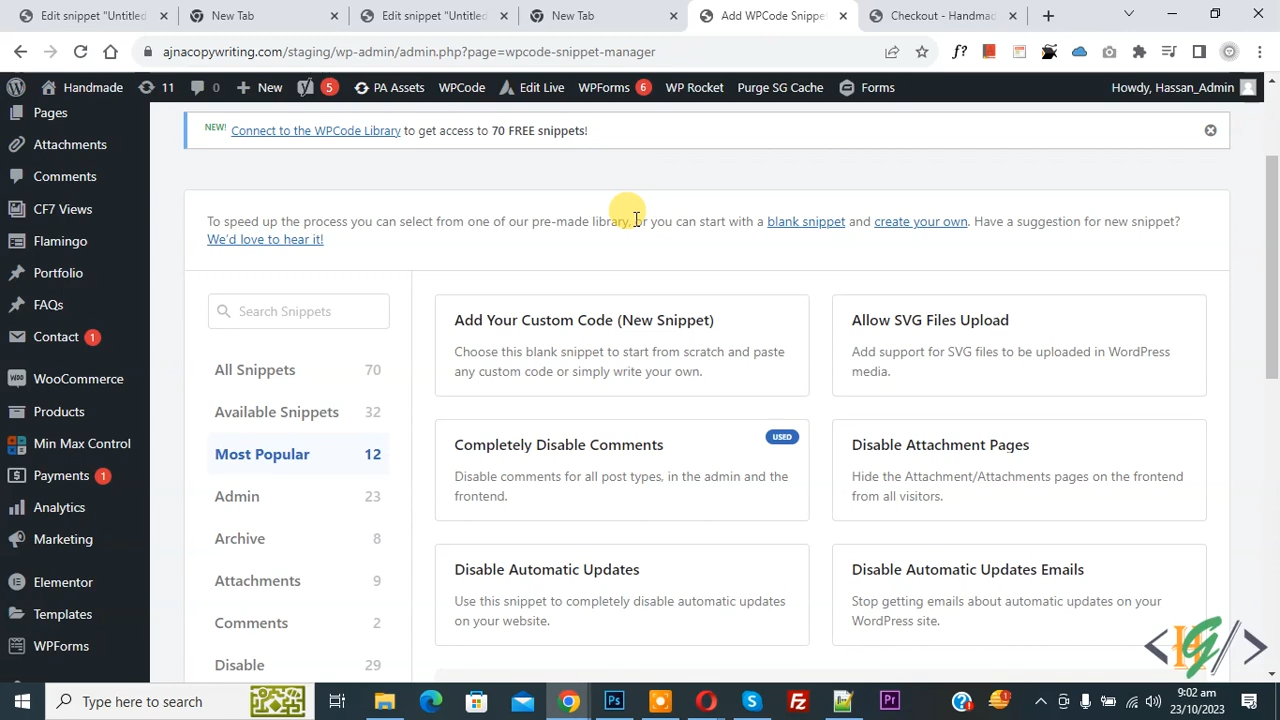 Edit snippet "Untitled
New Tab
Edit snippet "Untitle
New Tab
Add WPCode Snippe
Checkout - Handmad
ajnacopywriting.com/staging/wp-admin/admin.php?page=wpcode-snippet-manager
f?
Handmade
11
0
New
5
PA Assets
WPCode
Edit Live
WPForms 6
WP Rocket
Purge SG Cache
Forms
Howdy, Hassan_Admin
Pages
Attachments
Comments
CF7 Views
Flamingo
Portfolio
FAQs
Contact 1
WooCommerce
Products
Min Max Control
Payments 1
Analytics
Marketing
Elementor
Templates
WPForms
NEW! Connect to the WPCode Library to get access to 70 FREE snippets!
To speed up the process you can select from one of our pre-made library, or you can start with a blank snippet and create your own. Have a suggestion for new snippet?
We'd love to hear it!
Search Snippets
All Snippets 70
Available Snippets 32
Most Popular 12
Admin 23
Archive 8
Attachments 9
Comments 2
Disable 29
Add Your Custom Code (New Snippet)
Choose this blank snippet to start from scratch and paste
any custom code or simply write your own.
Allow SVG Files Upload
Add support for SVG files to be uploaded in WordPress
media.
Completely Disable Comments
USED
Disable comments for all post types, in the admin and the
frontend.
Disable Attachment Pages
Hide the Attachment/Attachments pages on the frontend
from all visitors.
Disable Automatic Updates
Use this snippet to completely disable automatic updates
on your website.
Disable Automatic Updates Emails
Stop getting emails about automatic updates on your
WordPress site.
Type here to search
9:02 am
23/10/2023